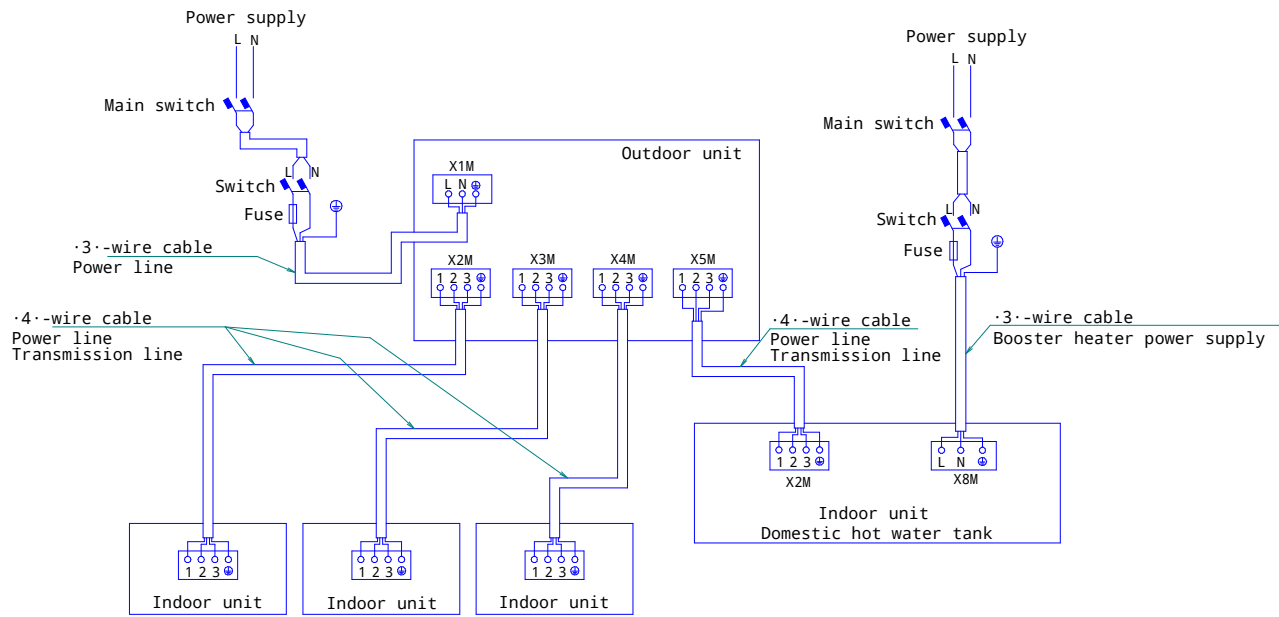 Power supply
L N
Main switch
L N
Switch
Fuse
·3·-wire cable
Power line
Outdoor unit
X1M
L N
X2M
1 2 3
X3M
1 2 3
X4M
1 2 3
X5M
1 2 3
·4·-wire cable
Power line
Transmission line
·4·-wire cable
Power line
Transmission line
Power supply
L N
Main switch
L N
Switch
Fuse
·3·-wire cable
Booster heater power supply
1 2 3
X2M
L N
X8M
Indoor unit
Domestic hot water tank
1 2 3
Indoor unit
1 2 3
Indoor unit
1 2 3
Indoor unit